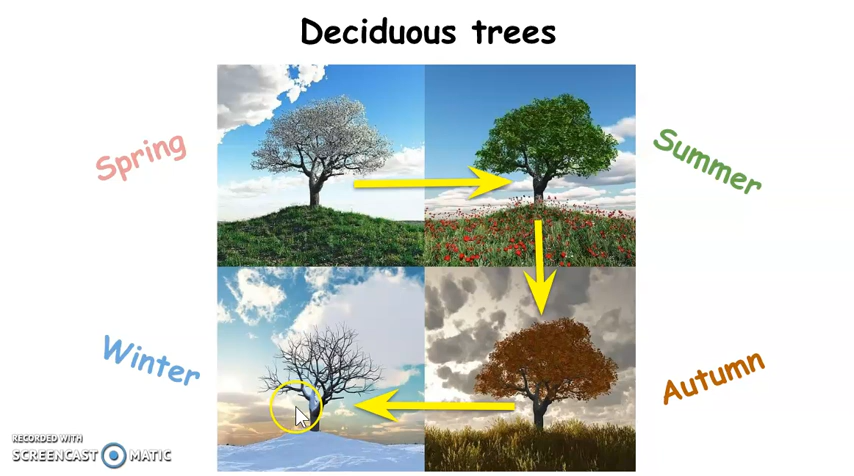 Deciduous trees
Spring
Summer
Winter
Autumn
RECORDED WITH
SCREENCAST MATIC